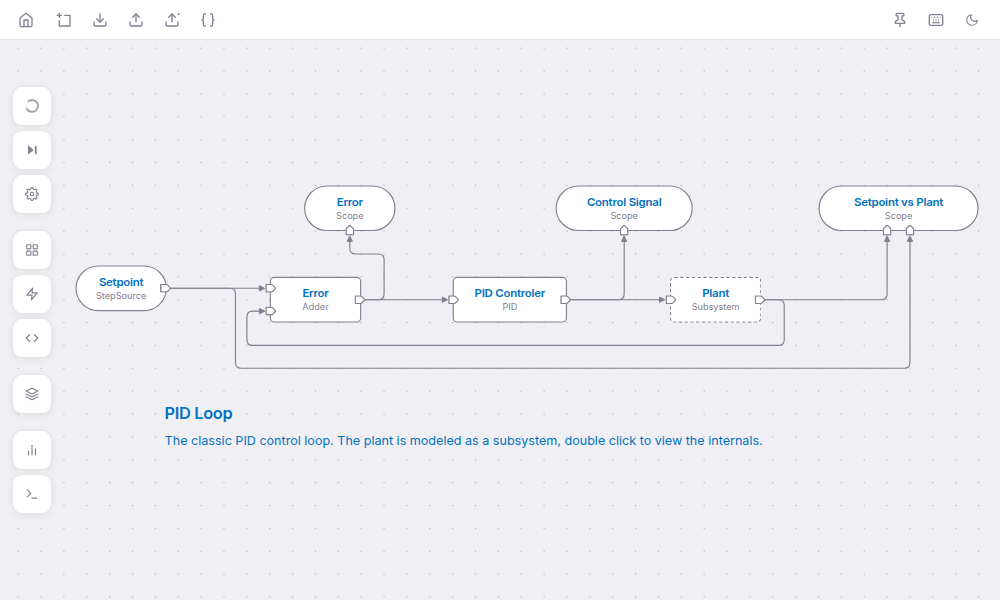 Error
Scope
Control Signal
Scope
Setpoint vs Plant
Scope
Setpoint
StepSource
Error
Adder
PID Controler
PID
Plant
Subsystem
PID Loop
The classic PID control loop. The plant is modeled as a subsystem, double click to view the internals.